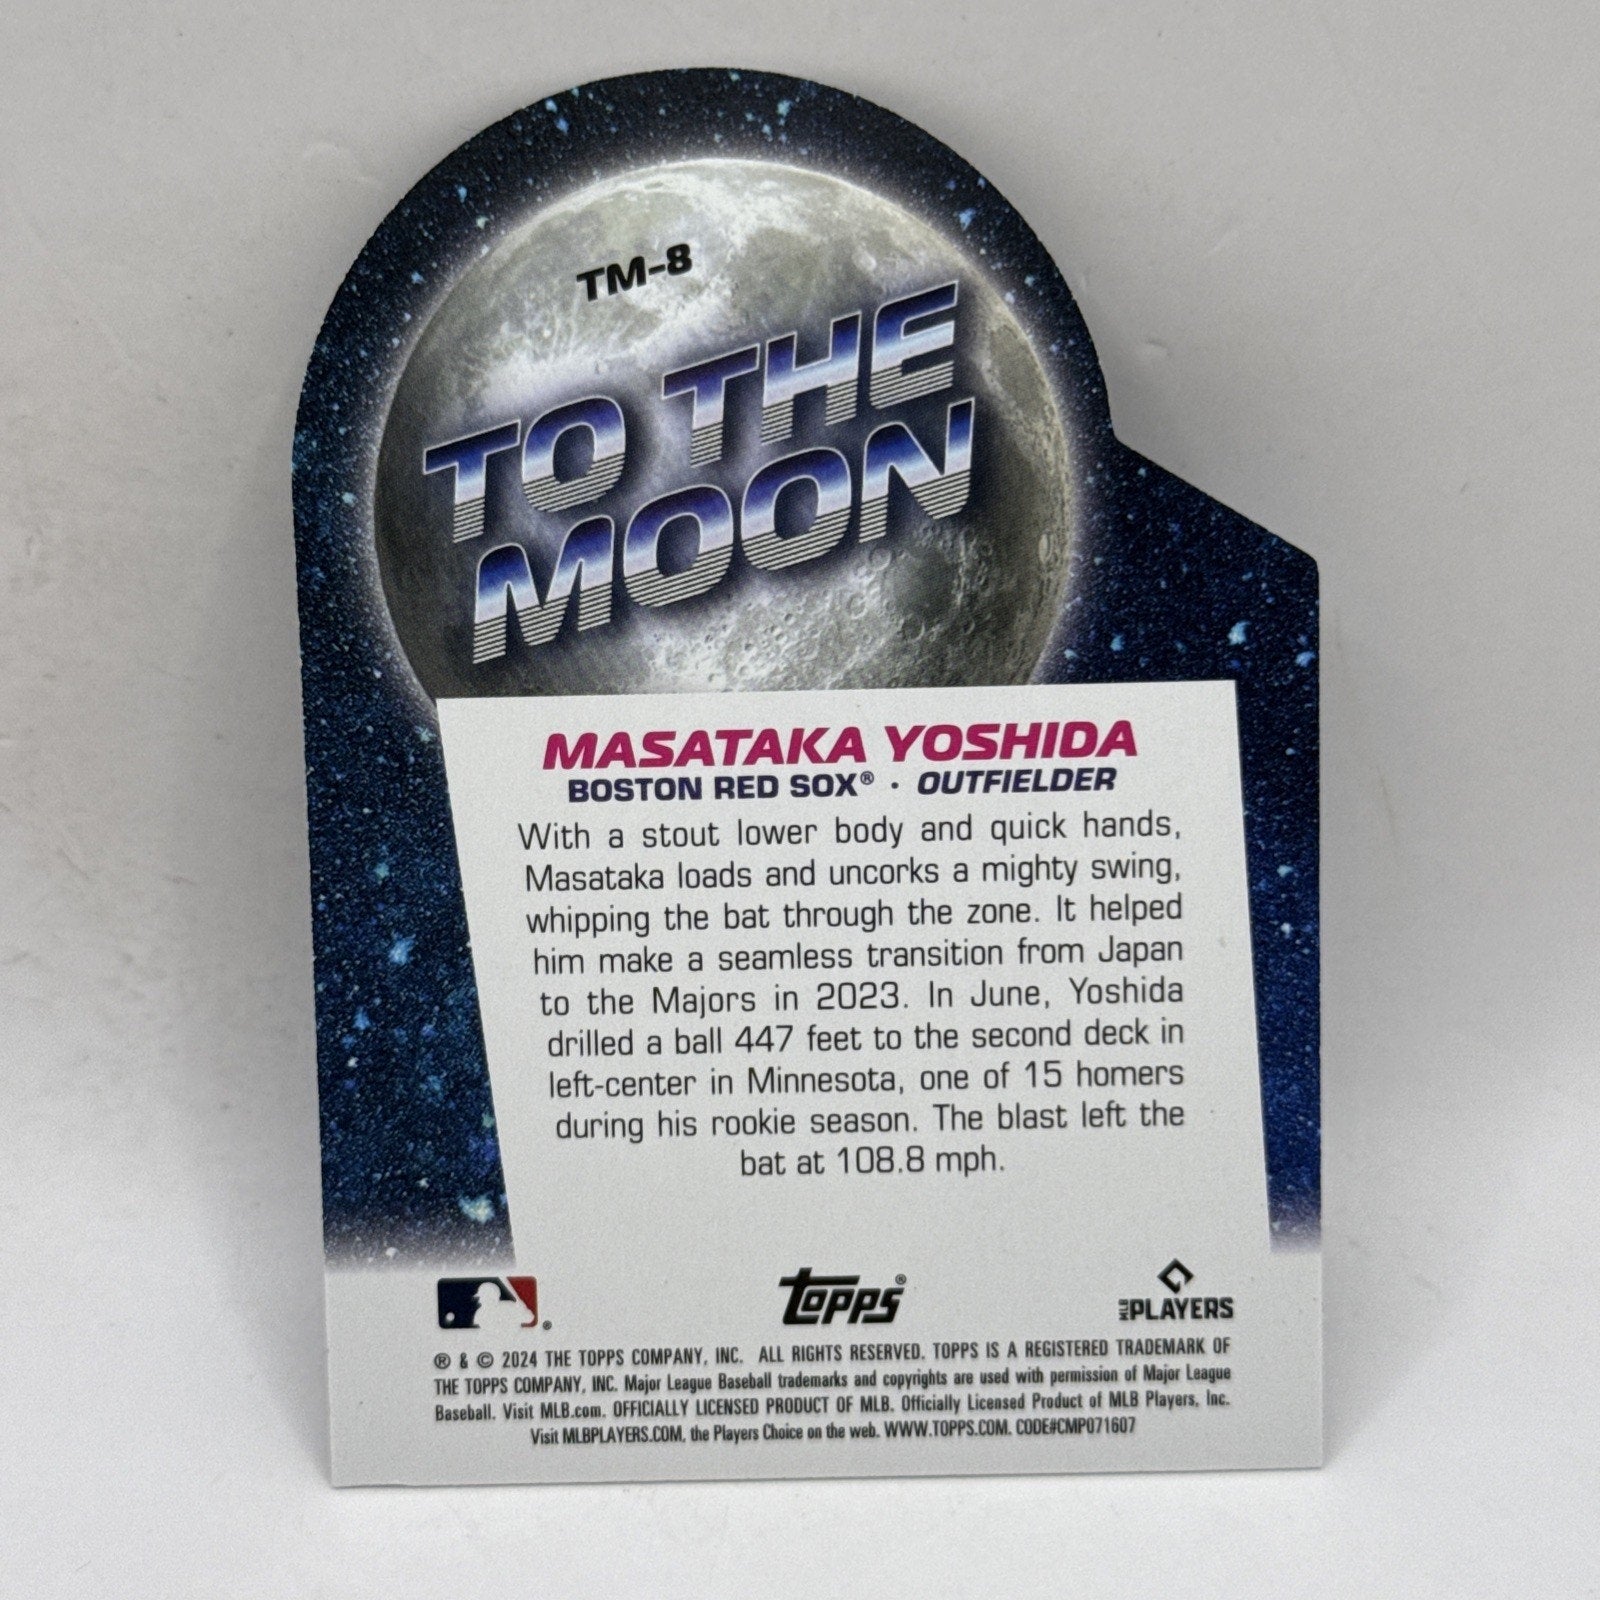 TM-8
TO THE
MOON
MASATAKA YOSHIDA
BOSTON RED SOX® · OUTFIELDER
With a stout lower body and quick hands,
Masataka loads and uncorks a mighty swing,
whipping the bat through the zone. It helped
him make a seamless transition from Japan
to the Majors in 2023. In June, Yoshida
drilled a ball 447 feet to the second deck in
left-center in Minnesota, one of 15 homers
during his rookie season. The blast left the
bat at 108.8 mph.
®
Topps®
MLB PLAYERS
® & © 2024 THE TOPPS COMPANY, INC. ALL RIGHTS RESERVED. TOPPS IS A REGISTERED TRADEMARK OF
THE TOPPS COMPANY, INC. Major League Baseball trademarks and copyrights are used with permission of Major League
Baseball. Visit MLB.com. OFFICIALLY LICENSED PRODUCT OF MLB. Officially Licensed Product of MLB Players, Inc.
Visit MLBPLAYERS.COM, the Players Choice on the web. WWW.TOPPS.COM. CODE#CMP071607